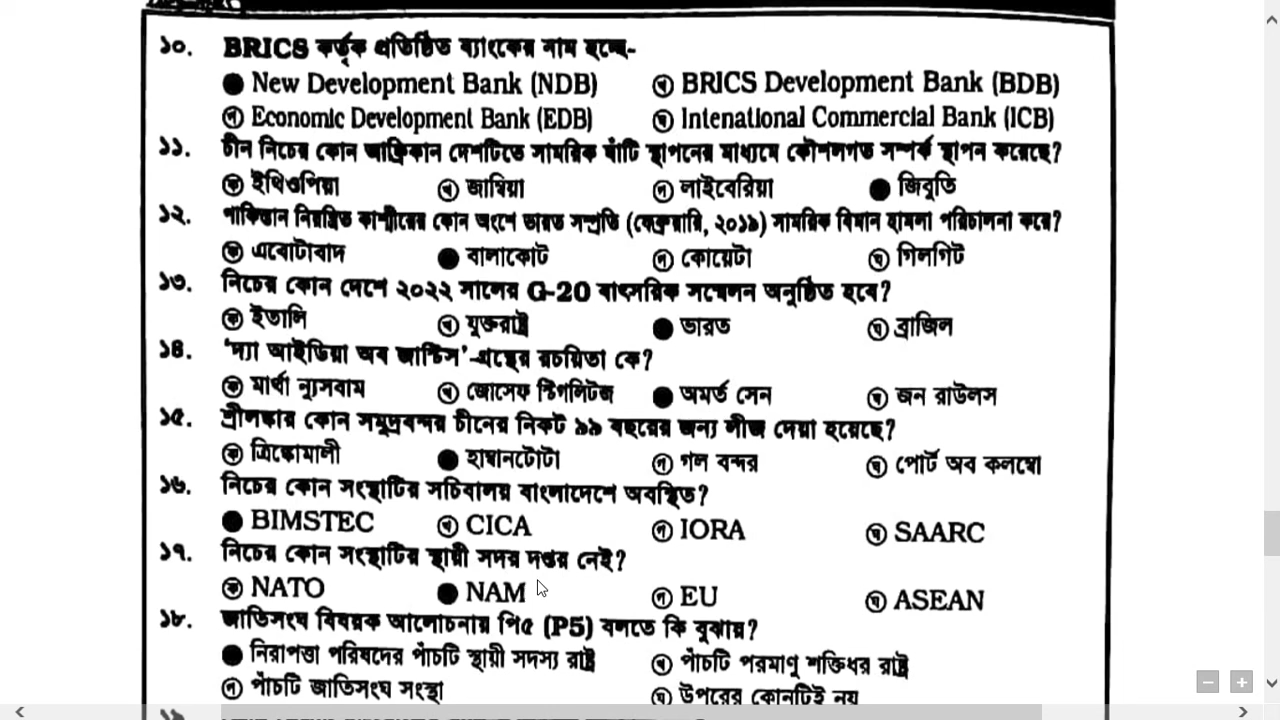 ১০. BRICS কর্তৃক প্রতিষ্ঠিত ব্যাংকের নাম হচ্ছে-
● New Development Bank (NDB) ⓧ BRICS Development Bank (BDB)
গ Economic Development Bank (EDB) ঘ Intenational Commercial Bank (ICB)
১১. চীন নিচের কোন আফ্রিকান দেশটিতে সামরিক ঘাঁটি স্থাপনের মাধ্যমে কৌশলগত সম্পর্ক স্থাপন করেছে?
ক ইথিওপিয়া খ জাম্বিয়া গ লাইবেরিয়া ● জিবুতি
১২. পাকিস্তান নিয়ন্ত্রিত কাশ্মীরের কোন অংশে ভারত সম্প্রতি (ফেব্রুয়ারি, ২০১৯) সামরিক বিমান হামলা পরিচালনা করে?
ক এবোটাবাদ ● বালাকোট গ কোয়েটা ঘ গিলগিট
১৩. নিচের কোন দেশে ২০২২ সালের G-20 বাৎসরিক সম্মেলন অনুষ্ঠিত হবে?
ক ইতালি খ যুক্তরাষ্ট্র ● ভারত ঘ ব্রাজিল
১৪. ‘দ্যা আইডিয়া অব জাস্টিস’-গ্রন্থের রচয়িতা কে?
ক মার্থা ন্যুসবাম খ জোসেফ স্টিগলিটজ ● অমর্ত সেন ঘ জন রাউলস
১৫. শ্রীলঙ্কার কোন সমুদ্রবন্দর চীনের নিকট ৯৯ বছরের জন্য লীজ দেয়া হয়েছে?
ক ত্রিঙ্কোমালী ● হাম্বানটোটা গ গল বন্দর ঘ পোর্ট অব কলম্বো
১৬. নিচের কোন সংস্থাটির সচিবালয় বাংলাদেশে অবস্থিত?
● BIMSTEC খ CICA গ IORA ঘ SAARC
১৭. নিচের কোন সংস্থাটির স্থায়ী সদর দপ্তর নেই?
ক NATO ● NAM গ EU ঘ ASEAN
১৮. জাতিসংঘ বিষয়ক আলোচনায় পি৫ (P5) বলতে কি বুঝায়?
● নিরাপত্তা পরিষদের পাঁচটি স্থায়ী সদস্য রাষ্ট্র খ পাঁচটি পরমাণু শক্তিধর রাষ্ট্র
গ পাঁচটি জাতিসংঘ সংস্থা ঘ উপরের কোনটিই নয়